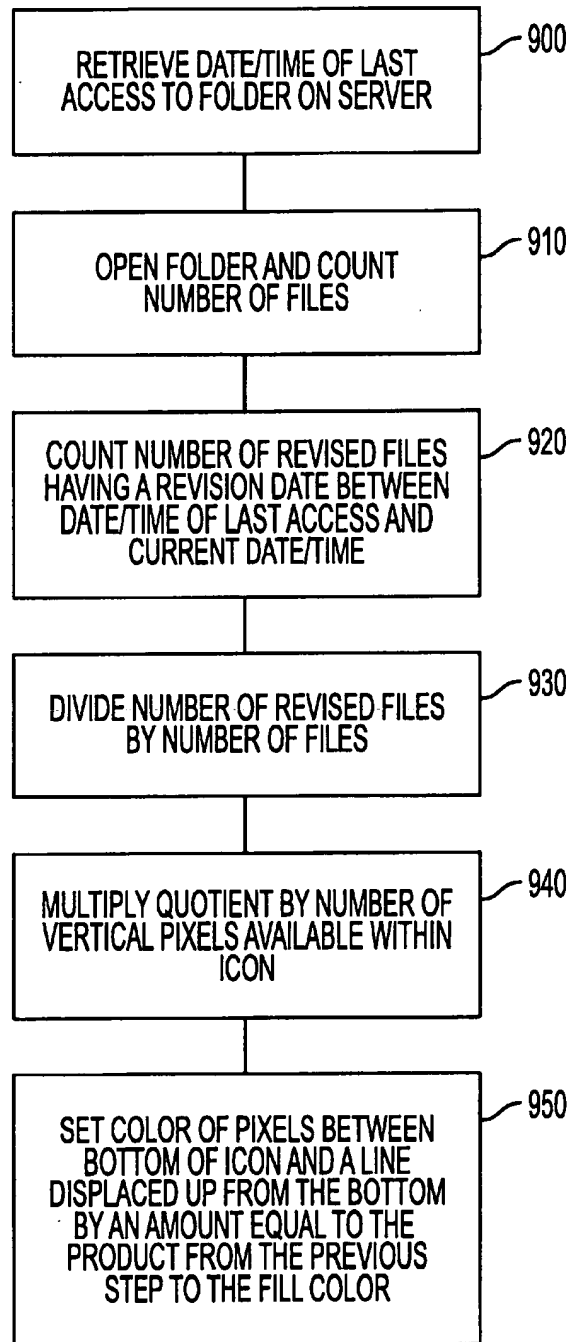 900
RETRIEVE DATE/TIME OF LAST
ACCESS TO FOLDER ON SERVER
910
OPEN FOLDER AND COUNT
NUMBER OF FILES
920
COUNT NUMBER OF REVISED FILES
HAVING A REVISION DATE BETWEEN
DATE/TIME OF LAST ACCESS AND
CURRENT DATE/TIME
930
DIVIDE NUMBER OF REVISED FILES
BY NUMBER OF FILES
940
MULTIPLY QUOTIENT BY NUMBER OF
VERTICAL PIXELS AVAILABLE WITHIN
ICON
950
SET COLOR OF PIXELS BETWEEN
BOTTOM OF ICON AND A LINE
DISPLACED UP FROM THE BOTTOM
BY AN AMOUNT EQUAL TO THE
PRODUCT FROM THE PREVIOUS
STEP TO THE FILL COLOR